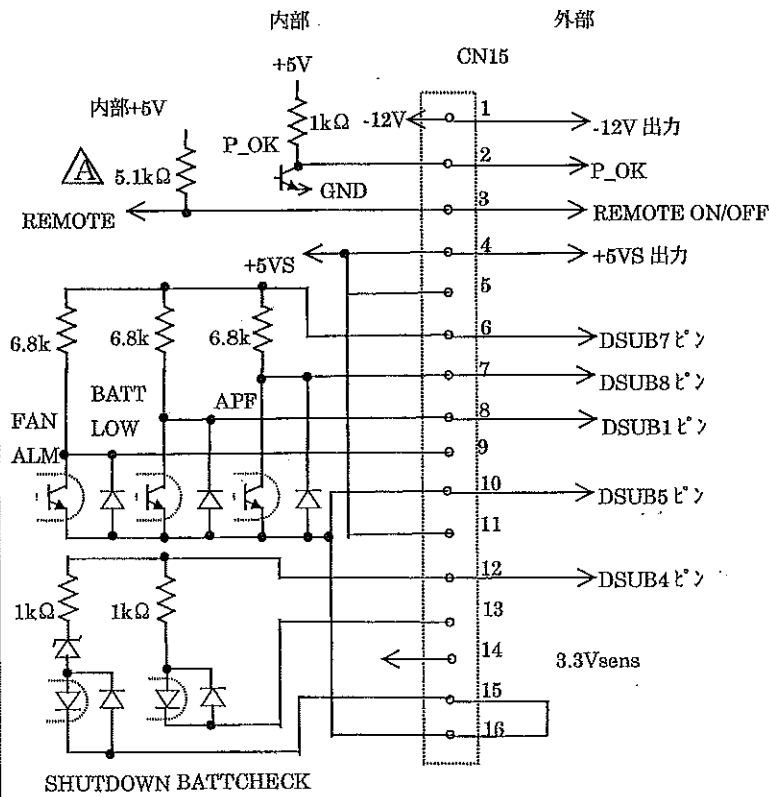 内部
外部
+5V
CN15
内部+5V
1kΩ
-12V
1
-12V 出力
P_OK
2
P_OK
A
5.1kΩ
GND
3
REMOTE
REMOTE ON/OFF
4
+5VS
+5VS 出力
5
6.8k
6.8k
6.8k
6
DSUB7ピン
7
DSUB8ピン
BATT
LOW
APF
8
DSUB1ピン
FAN
ALM
9
10
DSUB5ピン
11
12
DSUB4ピン
1kΩ
1kΩ
13
14
3.3Vsens
15
16
SHUTDOWN BATTCHECK